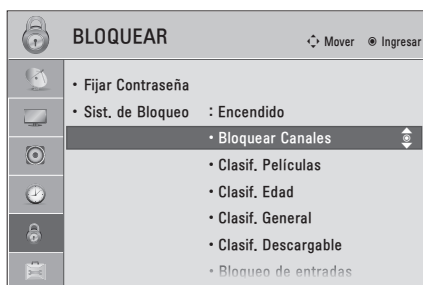 BLOQUEAR Mover Ingresar
• Fijar Contraseña
• Sist. de Bloqueo : Encendido
• Bloquear Canales
• Clasif. Películas
• Clasif. Edad
• Clasif. General
• Clasif. Descargable
• Bloqueo de entradas